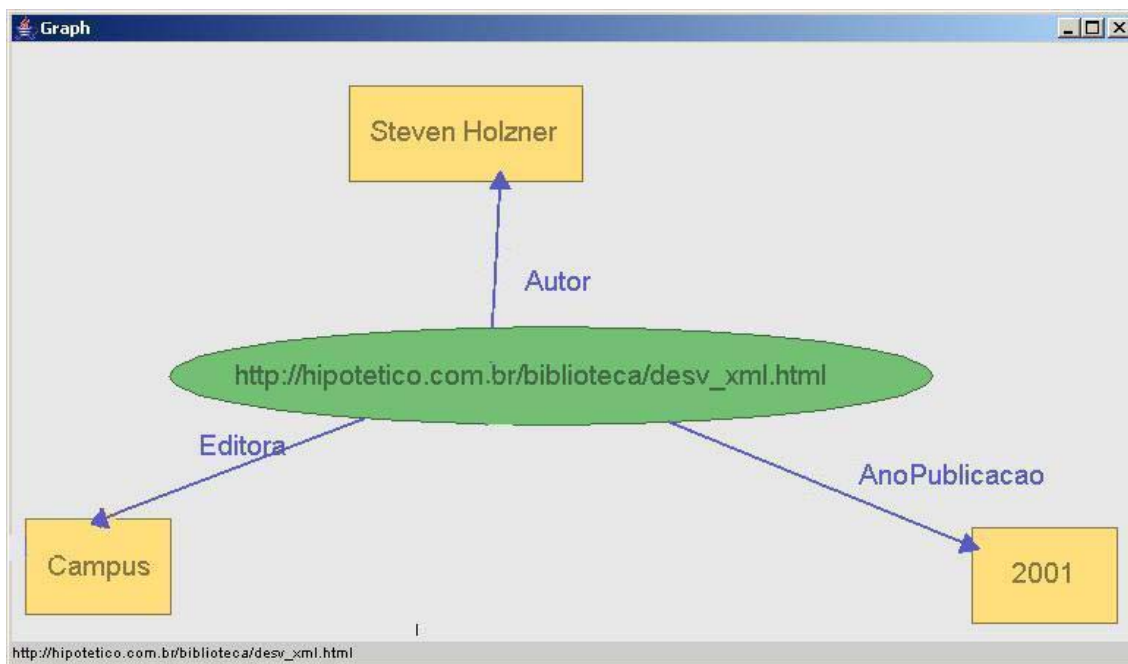 Graph
Steven Holzner
Autor
http://hipotetico.com.br/biblioteca/desv_xml.html
Editora
AnoPublicacao
Campus
2001
http://hipotetico.com.br/biblioteca/desv_xml.html